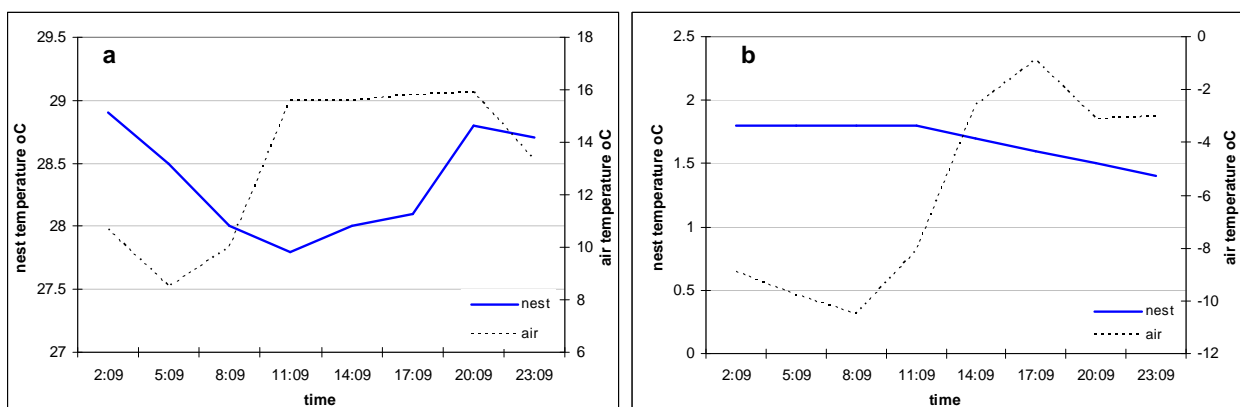 a
29.5
29
28.5
28
27.5
27
nest temperature oC
18
16
14
12
10
8
6
air temperature oC
nest
air
2:09 5:09 8:09 11:09 14:09 17:09 20:09 23:09
time
b
2.5
2
1.5
1
0.5
0
nest temperature oC
0
-2
-4
-6
-8
-10
-12
air temperature oC
nest
air
2:09 5:09 8:09 11:09 14:09 17:09 20:09 23:09
time